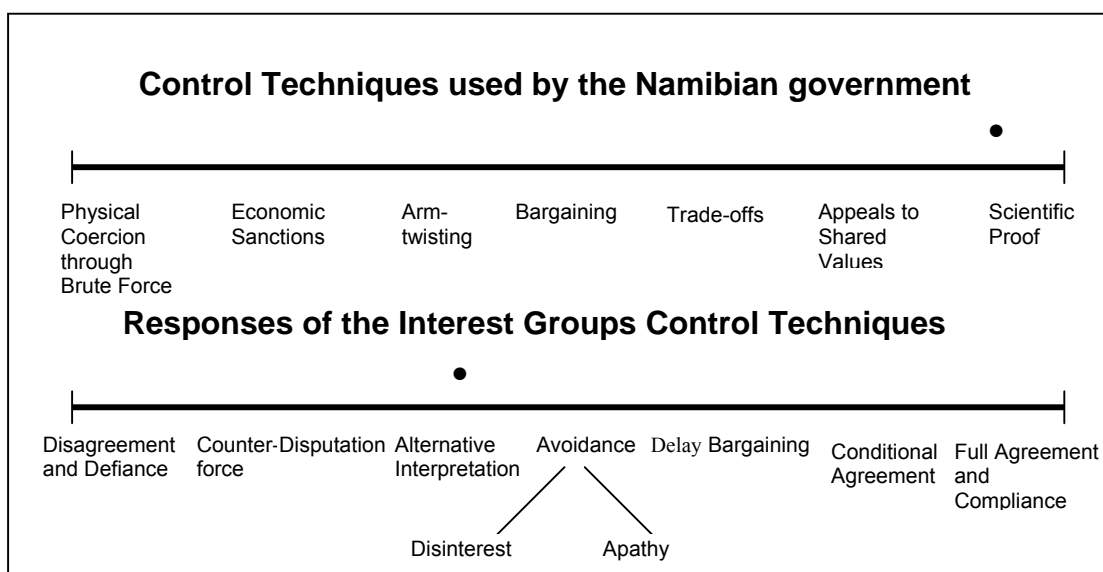 Control Techniques used by the Namibian government
Physical
Coercion
through
Brute Force
Economic
Sanctions
Arm-
twisting
Bargaining
Trade-offs
Appeals to
Shared
Values
Scientific
Proof
Responses of the Interest Groups Control Techniques
Disagreement
and Defiance
Counter-Disputation
force
Alternative
Interpretation
Avoidance
Delay Bargaining
Conditional
Agreement
Full Agreement
and
Compliance
Disinterest
Apathy